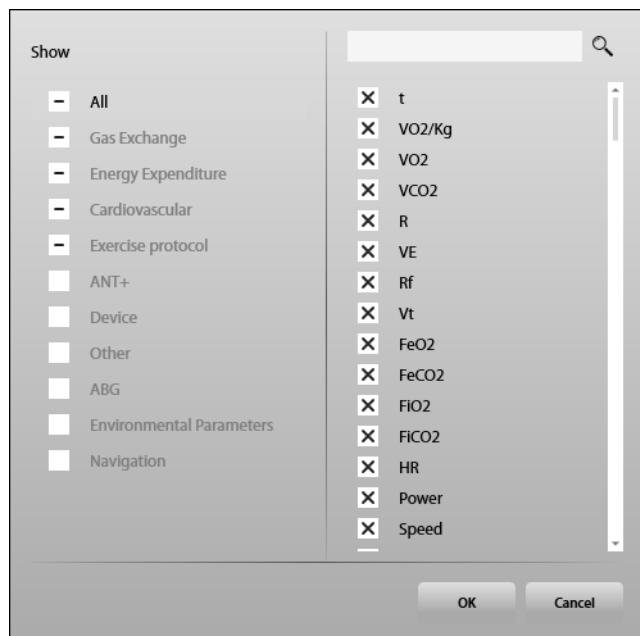 Show
All
Gas Exchange
Energy Expenditure
Cardiovascular
Exercise protocol
ANT+
Device
Other
ABG
Environmental Parameters
Navigation
t
VO2/Kg
VO2
VCO2
R
VE
Rf
Vt
FeO2
FeCO2
FiO2
FiCO2
HR
Power
Speed
OK
Cancel